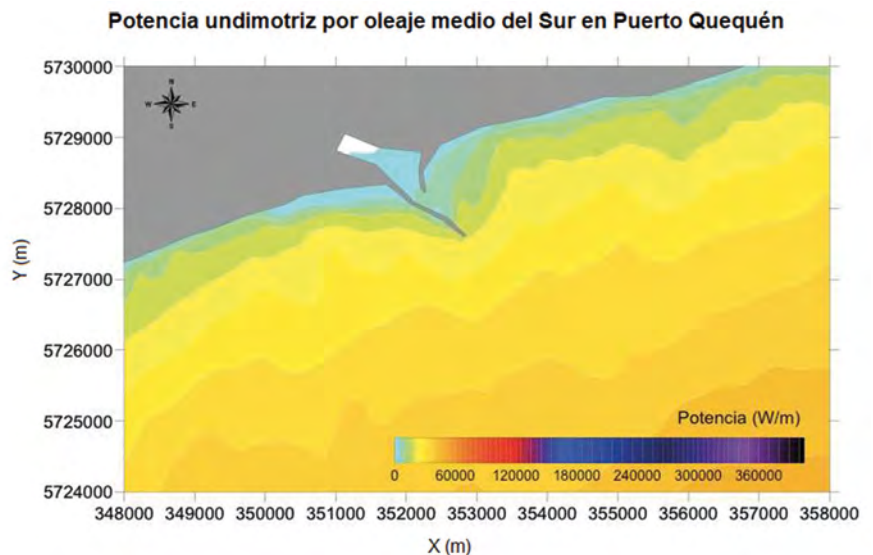 Potencia undimotriz por oleaje medio del Sur en Puerto Quequén
5730000
5729000
5728000
5727000
5726000
5725000
5724000
Y (m)
N
W E
S
Potencia (W/m)
0 60000 120000 180000 240000 300000 360000
348000 349000 350000 351000 352000 353000 354000 355000 356000 357000 358000
X (m)